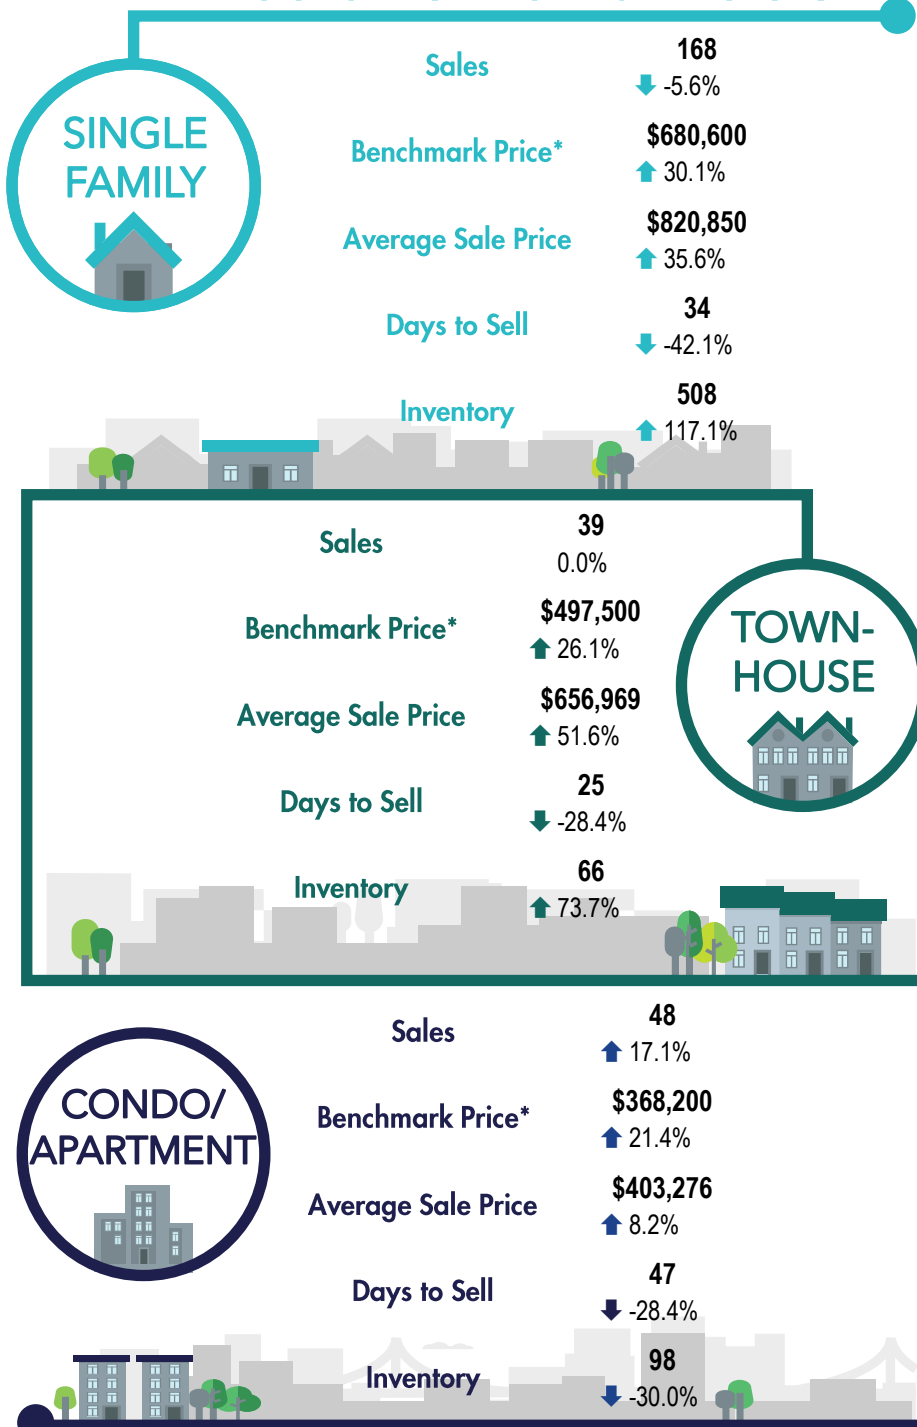 SINGLE
FAMILY
Sales
168
-5.6%
Benchmark Price*
$680,600
30.1%
Average Sale Price
$820,850
35.6%
Days to Sell
34
-42.1%
Inventory
508
117.1%
TOWN-
HOUSE
Sales
39
0.0%
Benchmark Price*
$497,500
26.1%
Average Sale Price
$656,969
51.6%
Days to Sell
25
-28.4%
Inventory
66
73.7%
CONDO/
APARTMENT
Sales
48
17.1%
Benchmark Price*
$368,200
21.4%
Average Sale Price
$403,276
8.2%
Days to Sell
47
-28.4%
Inventory
98
-30.0%